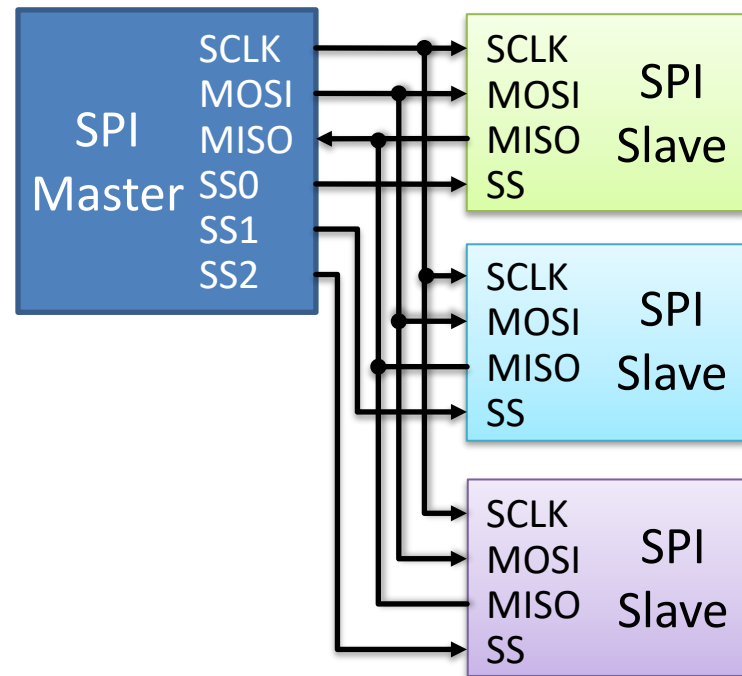 SPI
Master
SCLK
MOSI
MISO
SS0
SS1
SS2
SCLK
MOSI
MISO
SS
SPI
Slave
SCLK
MOSI
MISO
SS
SPI
Slave
SCLK
MOSI
MISO
SS
SPI
Slave